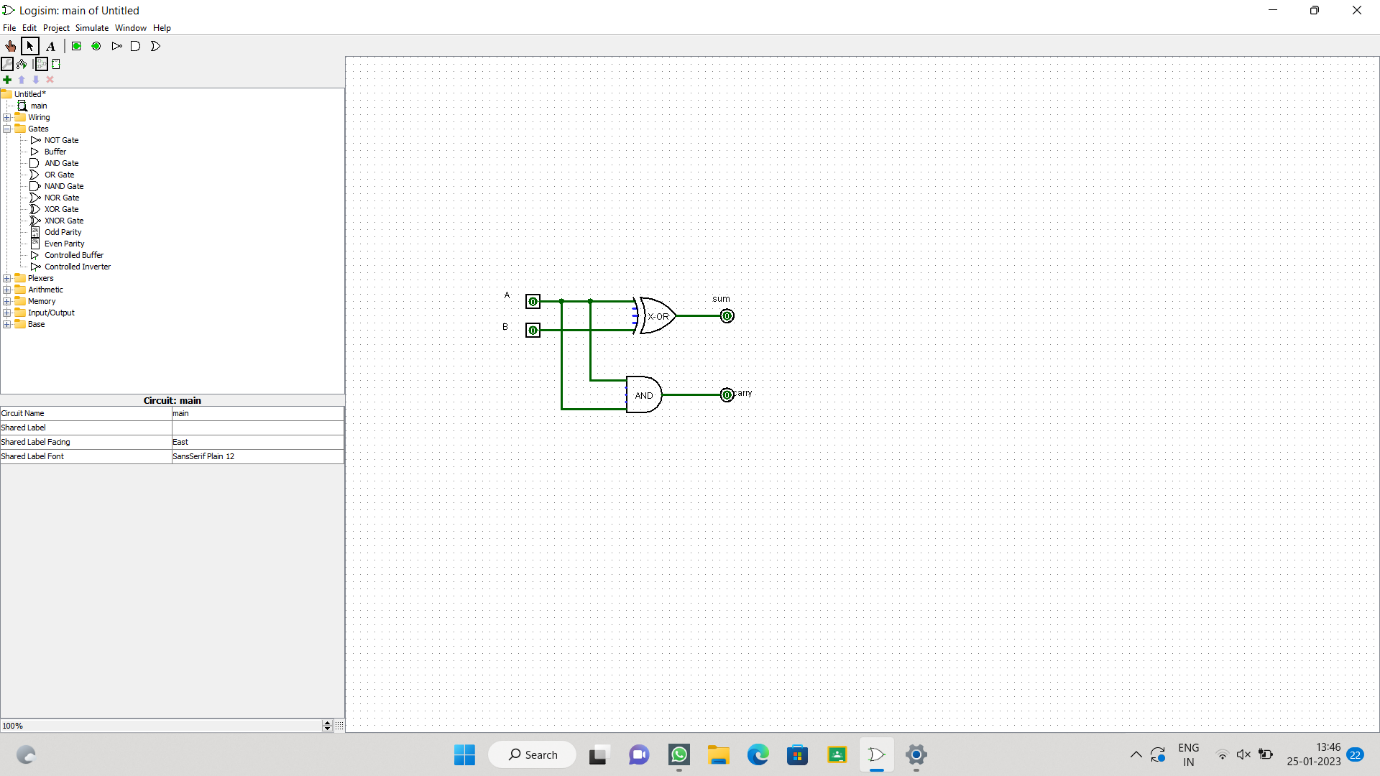 Logisim: main of Untitled
File Edit Project Simulate Window Help
A
Untitled*
main
Wiring
Gates
NOT Gate
Buffer
AND Gate
OR Gate
NAND Gate
NOR Gate
XOR Gate
XNOR Gate
Odd Parity
Even Parity
Controlled Buffer
Controlled Inverter
Plexers
Arithmetic
Memory
Input/Output
Base
Circuit: main
Circuit Name main
Shared Label
Shared Label Facing East
Shared Label Font SansSerif Plain 12
100%
A 0 X-OR sum 0
B 0
AND 0 carry
Search
ENG
IN
13:46
25-01-2023
22